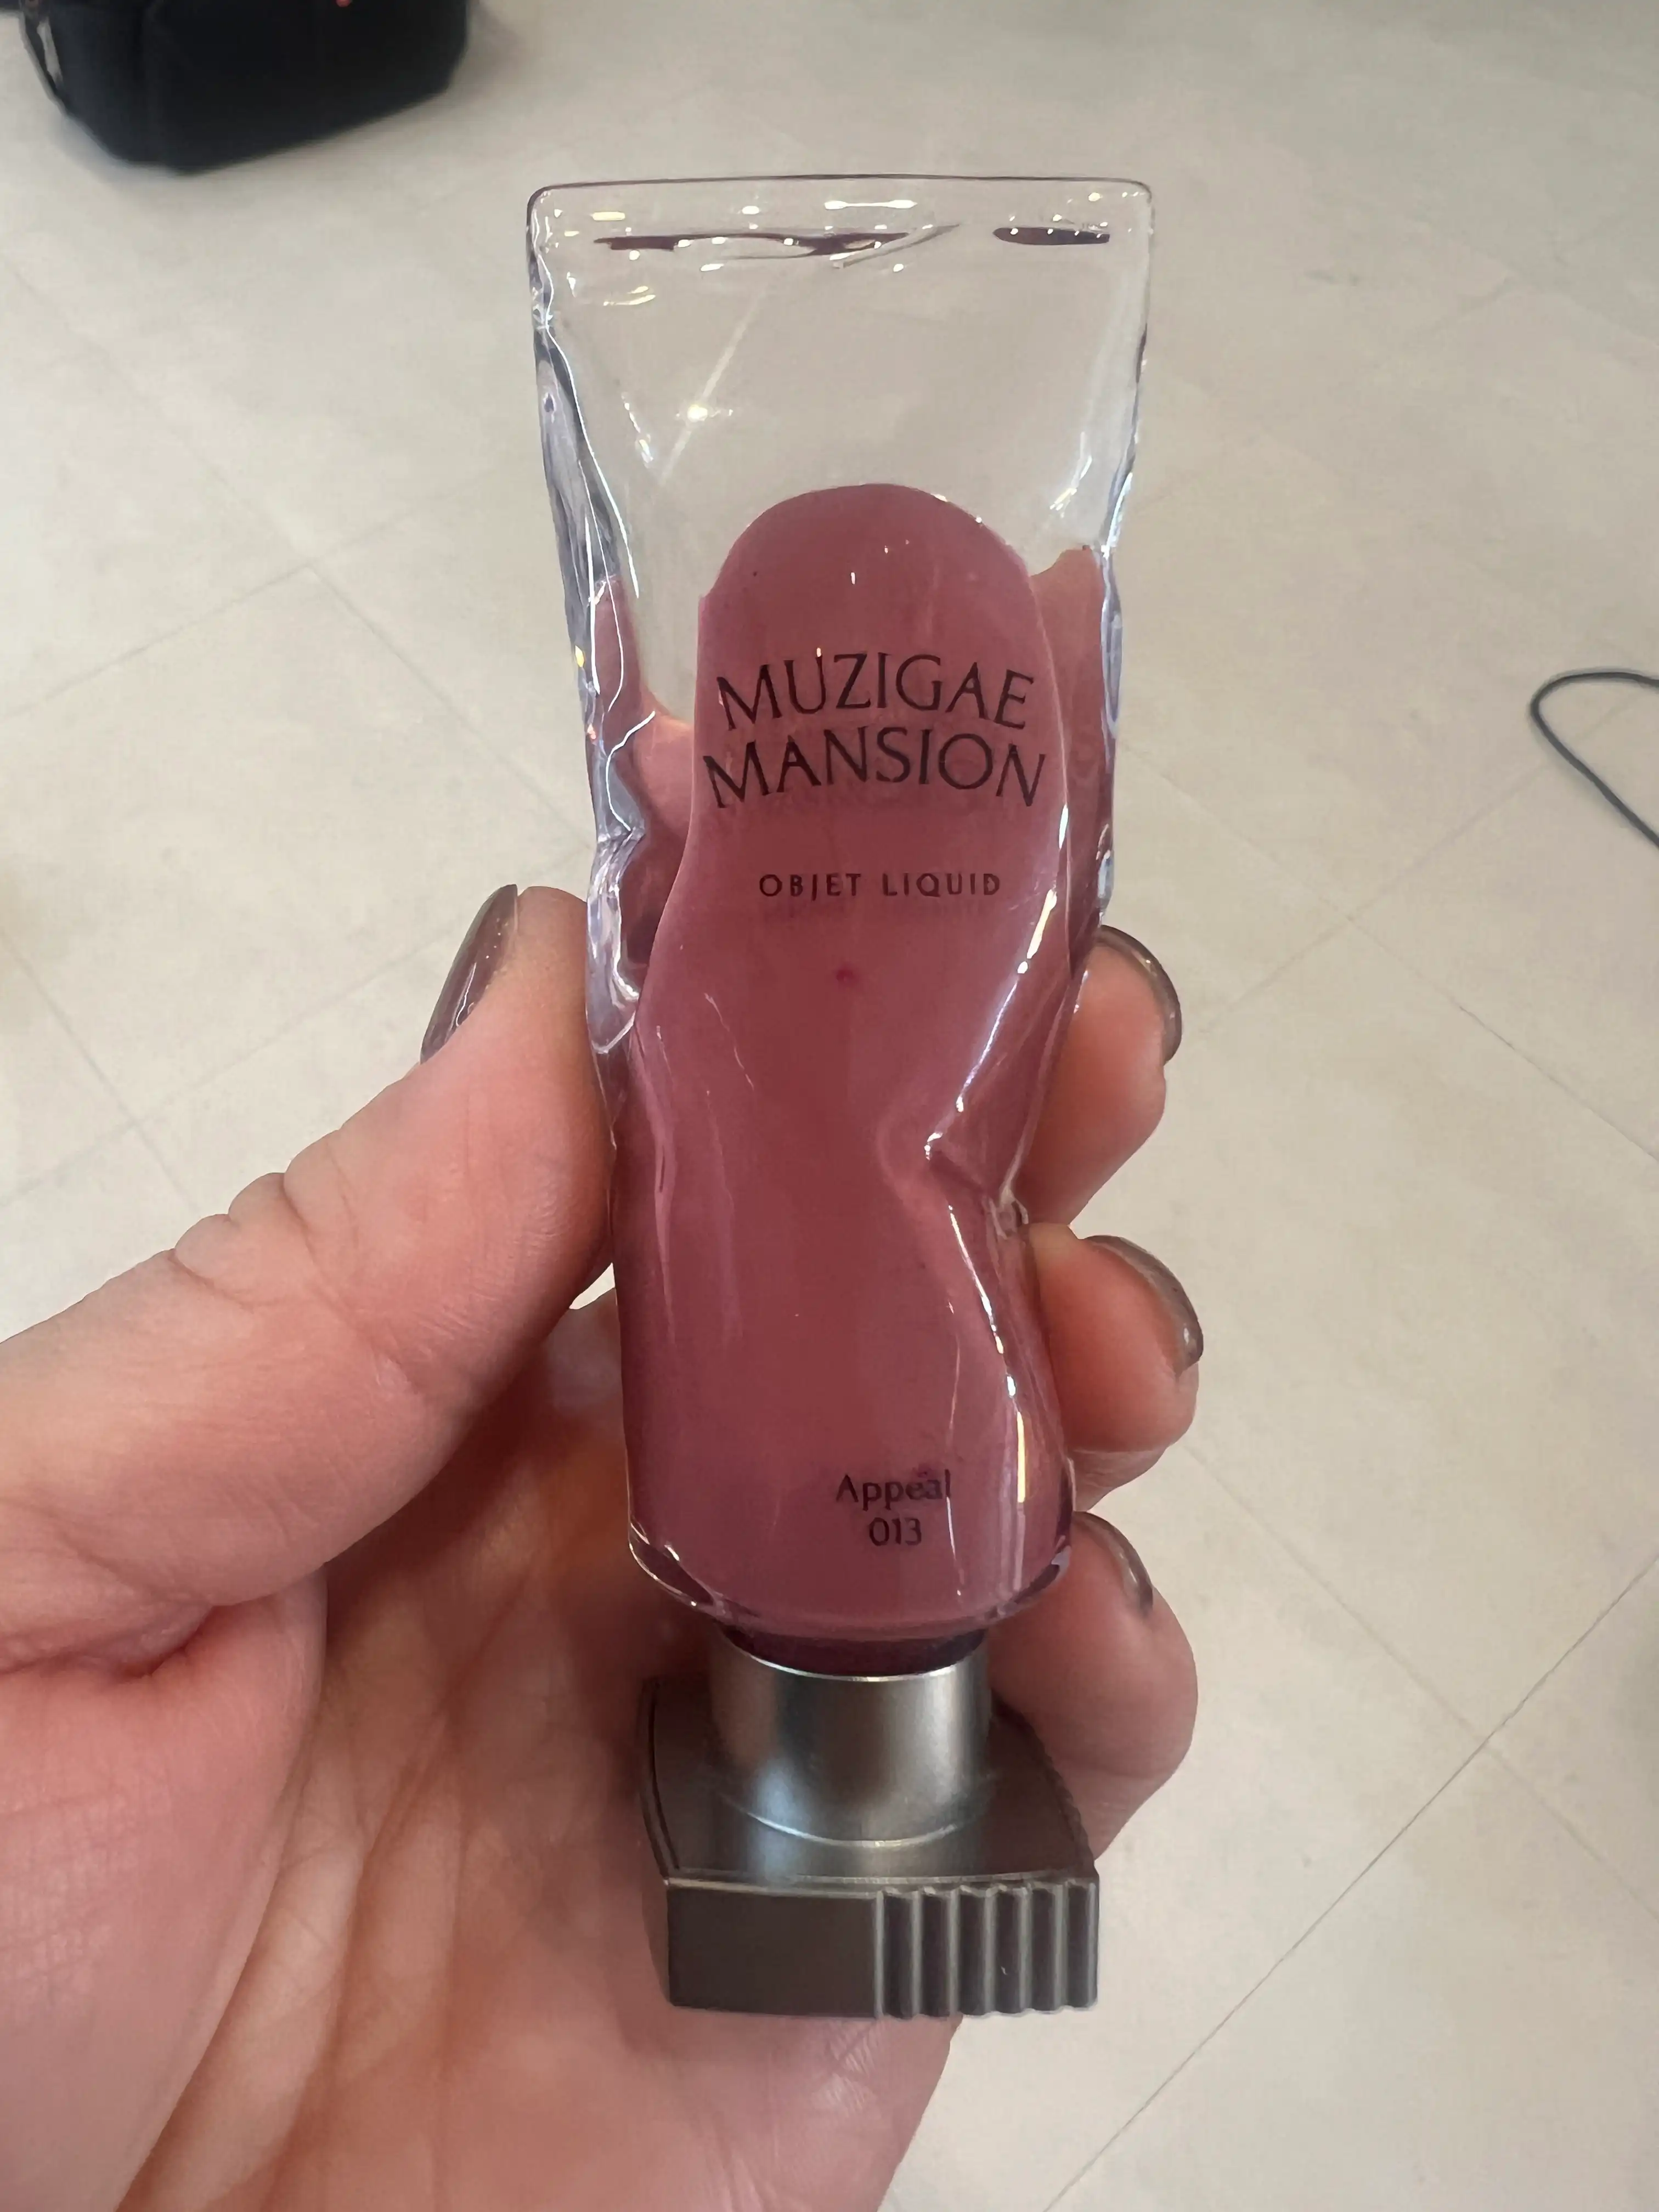 MUZIGAE
MANSION
OBJET LIQUID
Appeal
013